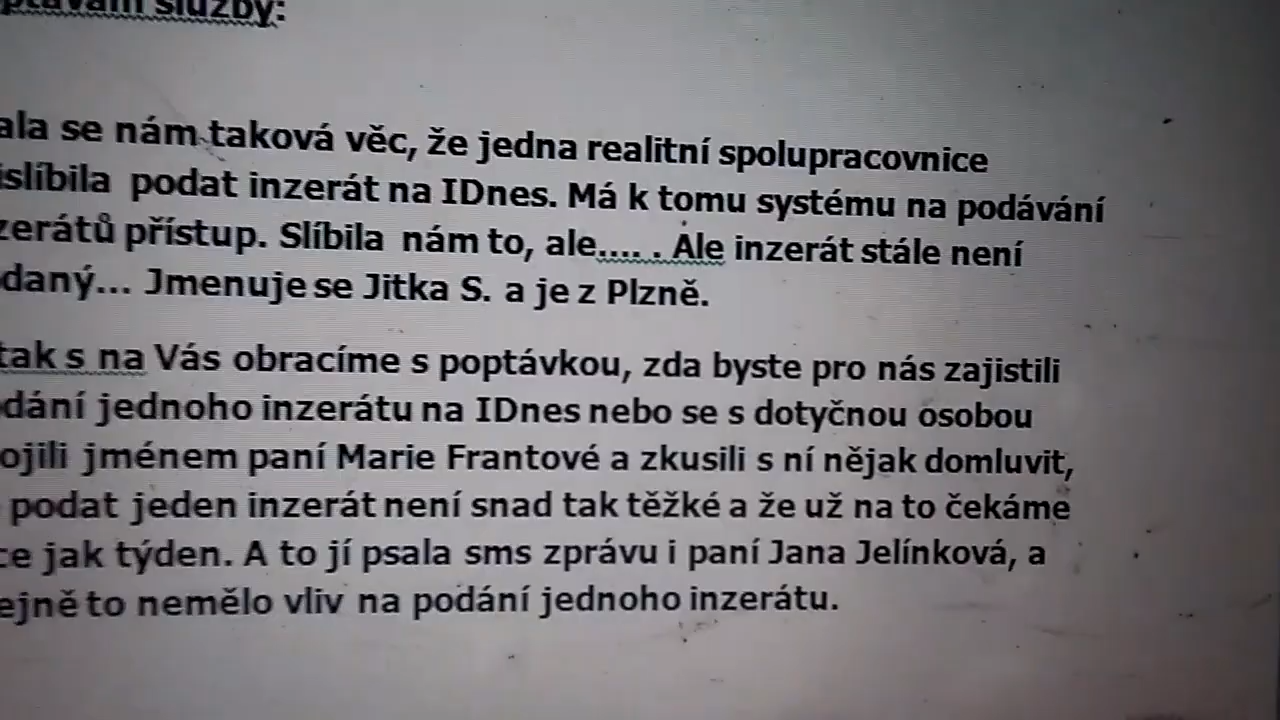 služby:
ala se nám taková věc, že jedna realitní spolupracovnice
islíbila podat inzerát na IDnes. Má k tomu systému na podávání
zerátů přístup. Slíbila nám to, ale.... . Ale inzerát stále není
daný... Jmenuje se Jitka S. a je z Plzně.
tak s na Vás obracíme s poptávkou, zda byste pro nás zajistili
dání jednoho inzerátu na IDnes nebo se s dotyčnou osobou
ojili jménem paní Marie Frantové a zkusili s ní nějak domluvit,
podat jeden inzerát není snad tak těžké a že už na to čekáme
ce jak týden. A to jí psala sms zprávu i paní Jana Jelínková, a
ejně to nemělo vliv na podání jednoho inzerátu.